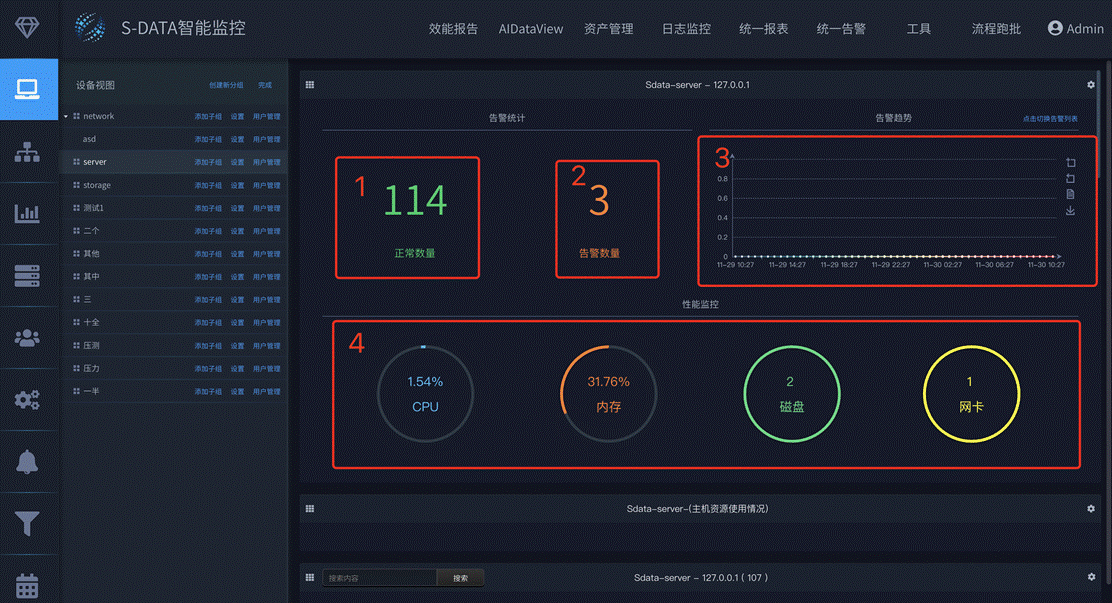 S-DATA智能监控 效能报告 AIDataView 资产管理 日志监控 统一报表 统一告警 工具 流程跑批 Admin
设备视图 创建新分组 完成
network 添加子组 设置 用户管理
asd 添加子组 设置 用户管理
server 添加子组 设置 用户管理
storage 添加子组 设置 用户管理
测试1 添加子组 设置 用户管理
二个 添加子组 设置 用户管理
其他 添加子组 设置 用户管理
其中 添加子组 设置 用户管理
三 添加子组 设置 用户管理
十全 添加子组 设置 用户管理
压测 添加子组 设置 用户管理
压力 添加子组 设置 用户管理
一半 添加子组 设置 用户管理
Sdata-server - 127.0.0.1
告警统计
告警趋势 点击切换告警列表
1
114
正常数量
2
3
告警数量
3
0.8
0.6
0.4
0.2
0
11-29 10:27 11-29 14:27 11-29 18:27 11-29 22:27 11-30 02:27 11-30 06:27 11-30 10:27
性能监控
4
1.54%
CPU
31.76%
内存
2
磁盘
1
网卡
Sdata-server-(主机资源使用情况)
搜索内容 搜索 Sdata-server - 127.0.0.1 ( 107 )